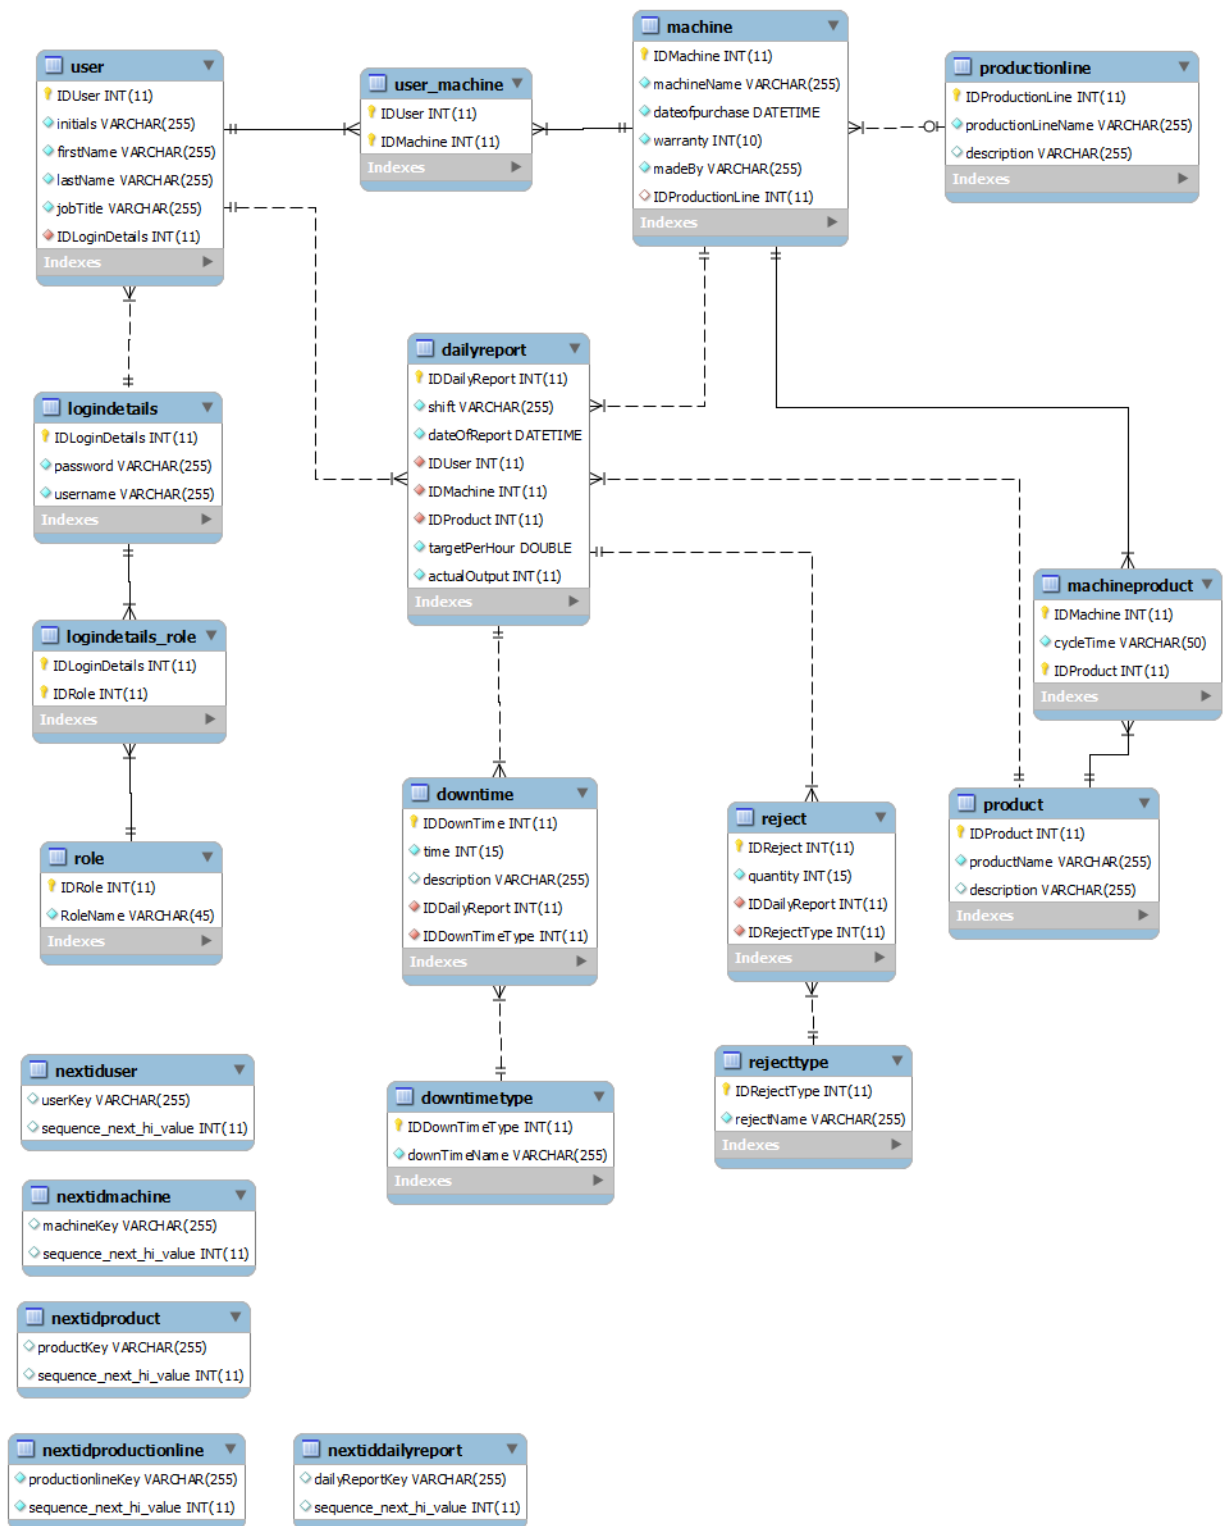 user
IDUser INT(11)
initials VARCHAR(255)
firstName VARCHAR(255)
lastName VARCHAR(255)
jobTitle VARCHAR(255)
IDLoginDetails INT(11)
Indexes
user_machine
IDUser INT(11)
IDMachine INT(11)
Indexes
machine
IDMachine INT(11)
machineName VARCHAR(255)
dateofpurchase DATETIME
warranty INT(10)
madeBy VARCHAR(255)
IDProductionLine INT(11)
Indexes
productionline
IDProductionLine INT(11)
productionLineName VARCHAR(255)
description VARCHAR(255)
Indexes
logindetails
IDLoginDetails INT(11)
password VARCHAR(255)
username VARCHAR(255)
Indexes
dailyreport
IDDailyReport INT(11)
shift VARCHAR(255)
dateOfReport DATETIME
IDUser INT(11)
IDMachine INT(11)
IDProduct INT(11)
targetPerHour DOUBLE
actualOutput INT(11)
Indexes
machineproduct
IDMachine INT(11)
cycleTime VARCHAR(50)
IDProduct INT(11)
Indexes
logindetails_role
IDLoginDetails INT(11)
IDRole INT(11)
Indexes
role
IDRole INT(11)
RoleName VARCHAR(45)
Indexes
downtime
IDDownTime INT(11)
time INT(15)
description VARCHAR(255)
IDDailyReport INT(11)
IDDownTimeType INT(11)
Indexes
reject
IDReject INT(11)
quantity INT(15)
IDDailyReport INT(11)
IDRejectType INT(11)
Indexes
product
IDProduct INT(11)
productName VARCHAR(255)
description VARCHAR(255)
Indexes
nextiduser
userKey VARCHAR(255)
sequence_next_hi_value INT(11)
downtimetype
IDDownTimeType INT(11)
downTimeName VARCHAR(255)
Indexes
rejecttype
IDRejectType INT(11)
rejectName VARCHAR(255)
Indexes
nextidmachine
machineKey VARCHAR(255)
sequence_next_hi_value INT(11)
nextidproduct
productKey VARCHAR(255)
sequence_next_hi_value INT(11)
nextidproductionline
productionlineKey VARCHAR(255)
sequence_next_hi_value INT(11)
nextiddailyreport
dailyReportKey VARCHAR(255)
sequence_next_hi_value INT(11)